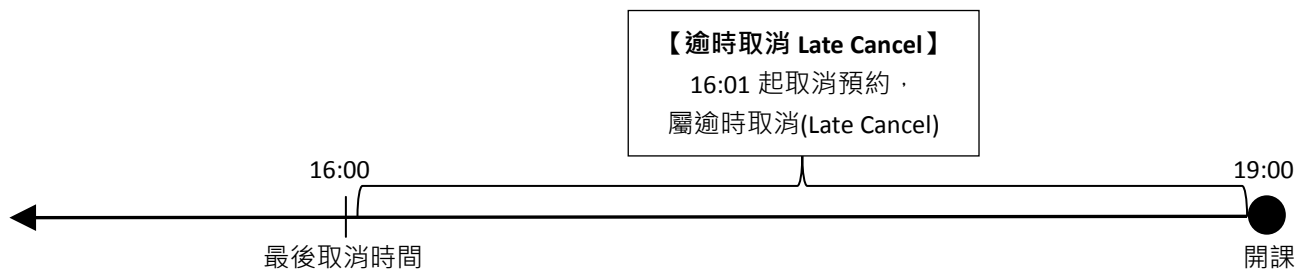 【逾時取消 Late Cancel】
16:01 起取消預約，
屬逾時取消(Late Cancel)
16:00
19:00
最後取消時間
開課